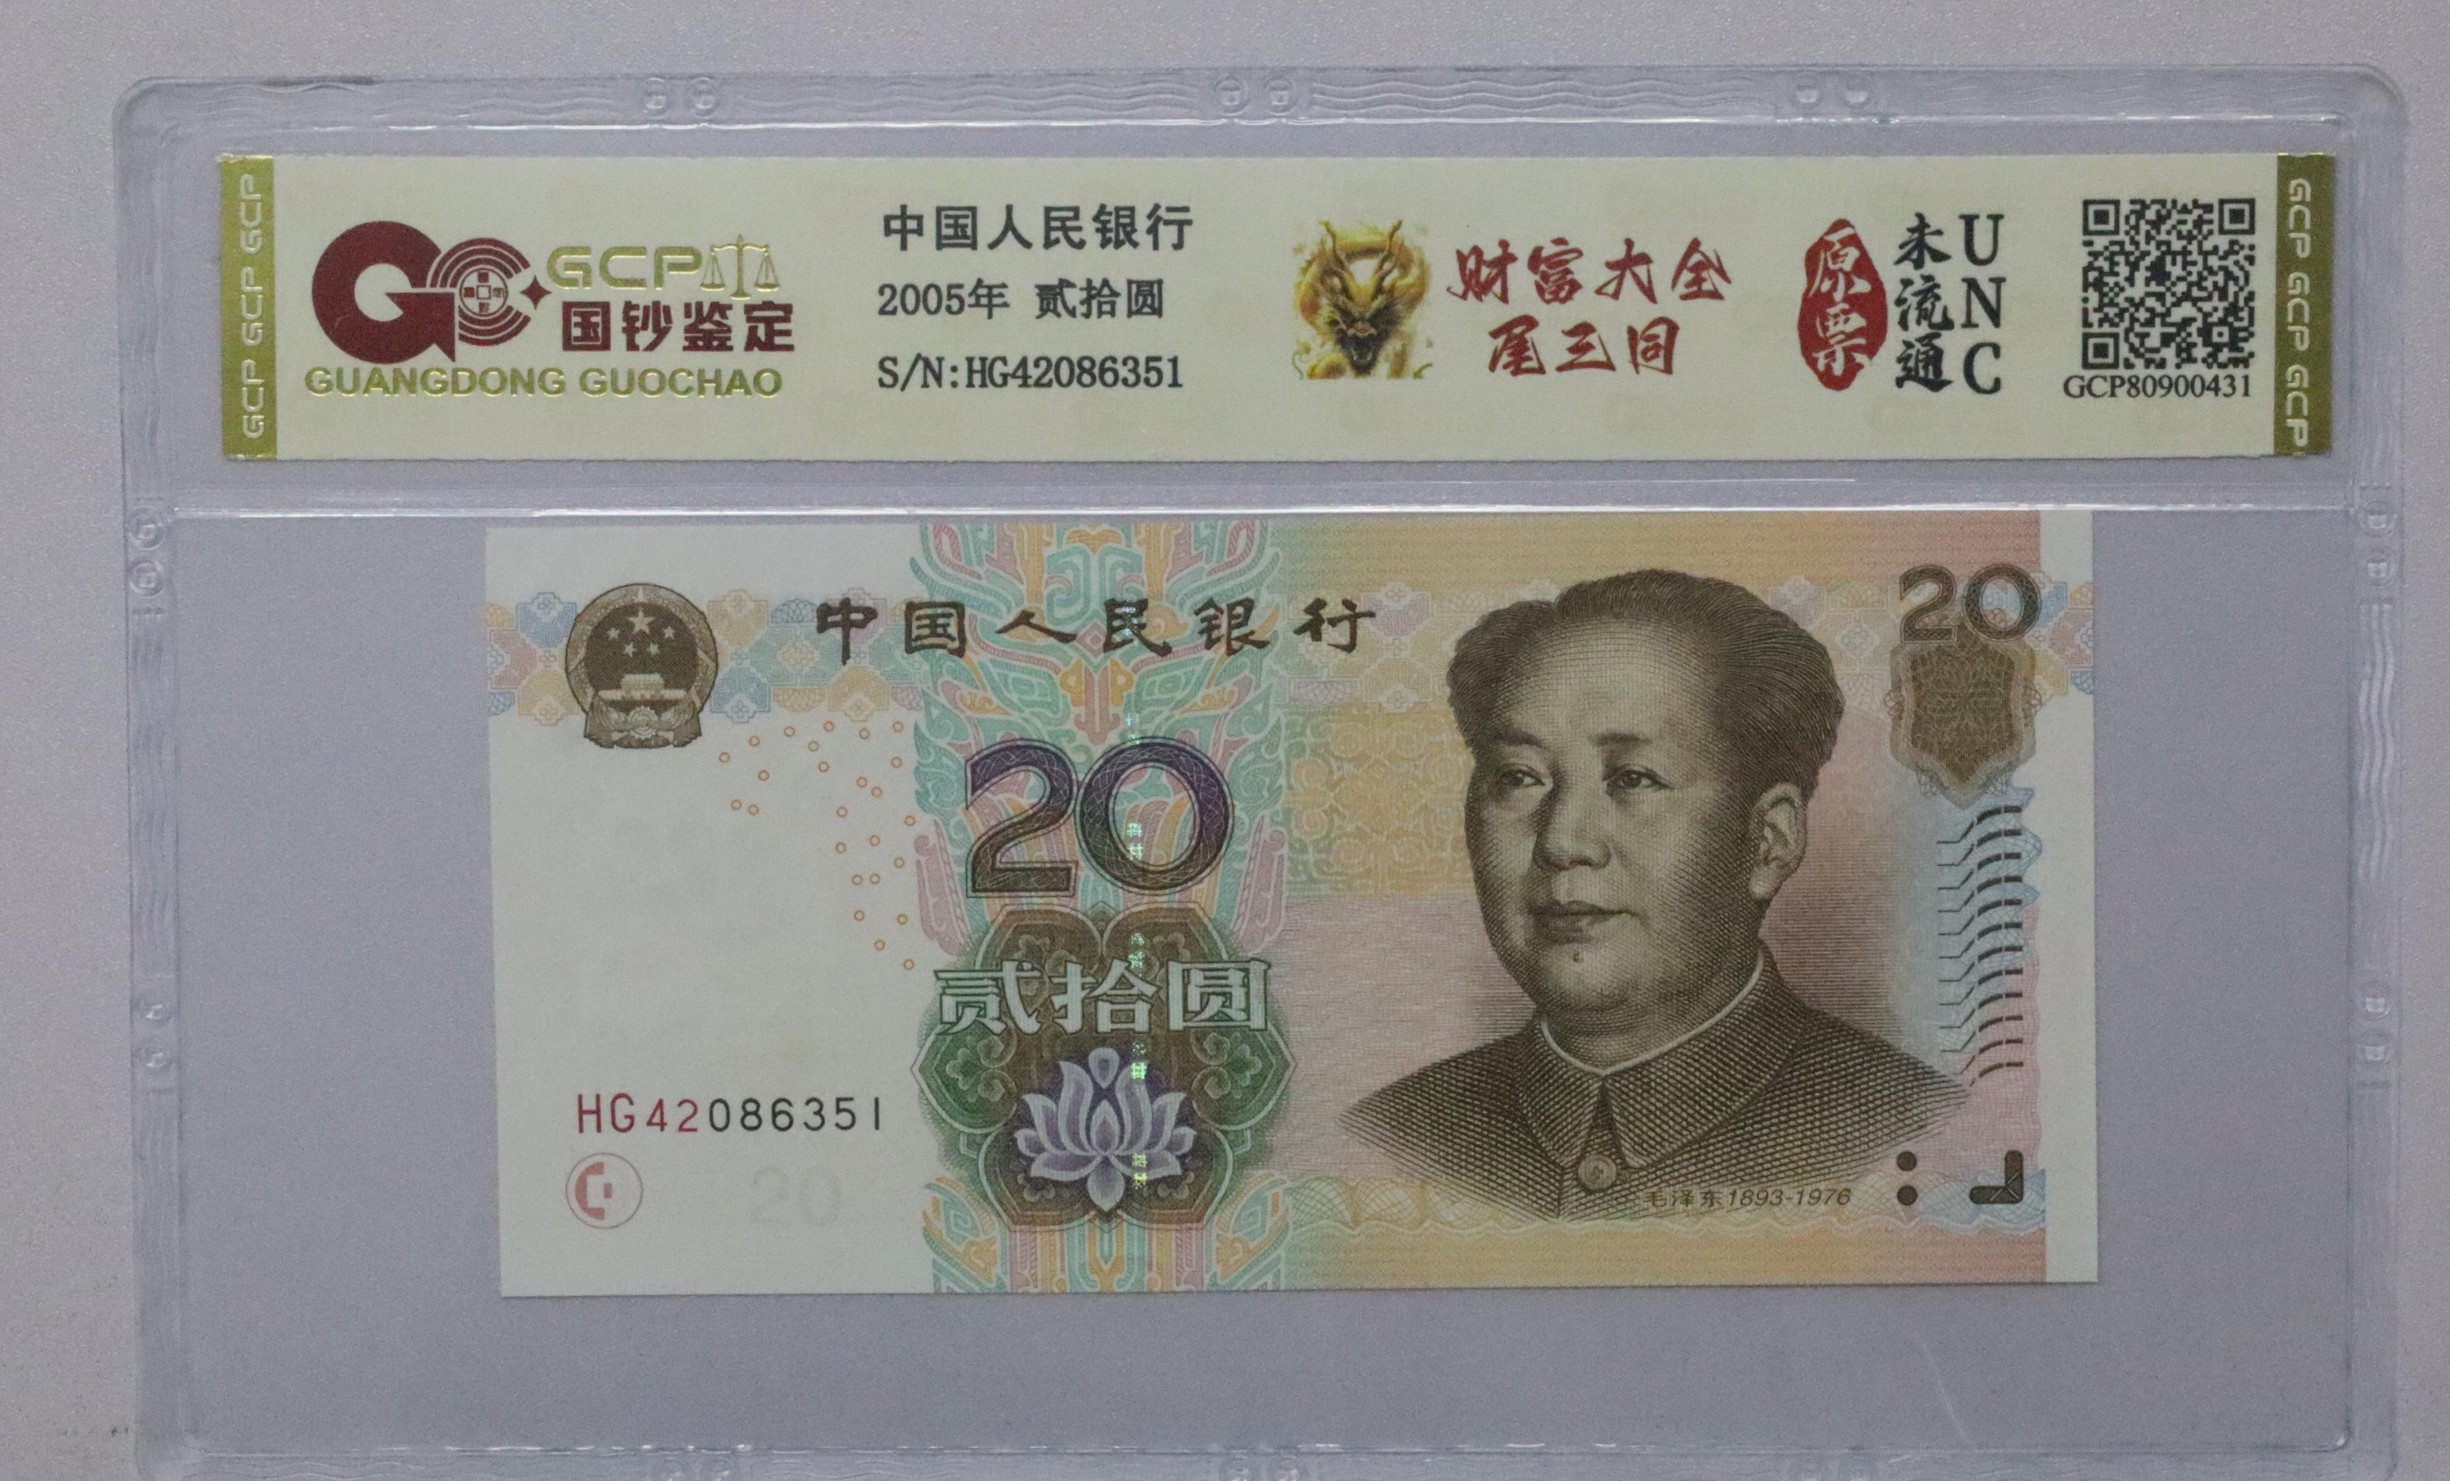 GCP GCP GCP
GCP
国钞鉴定
GUANGDONG GUOCHAO
中国人民银行
2005年 贰拾圆
S/N:HG42086351
财富大全
尾三同
原票
未流通
UNC
GCP80900431
GCP GCP GCP GCP
中国人民银行
20
20
贰拾圆
HG42086351
20
毛泽东1893-1976